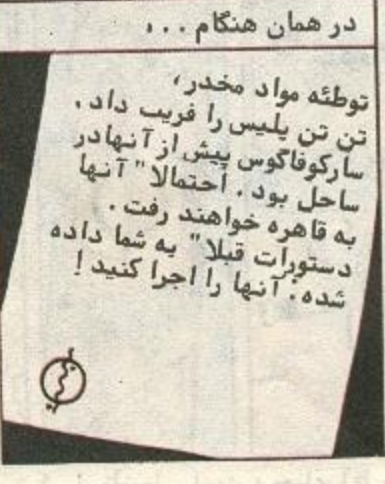 در همان هنگام . . .
توطئه مواد مخدر،
تن تن پلیس را فریب داد.
سارکوفاگوس پیش از آنها در
ساحل بود. احتمالا" آنها
به قاهره خواهند رفت.
دستورات قبلا" به شما داده
شده. آنها را اجرا کنید!